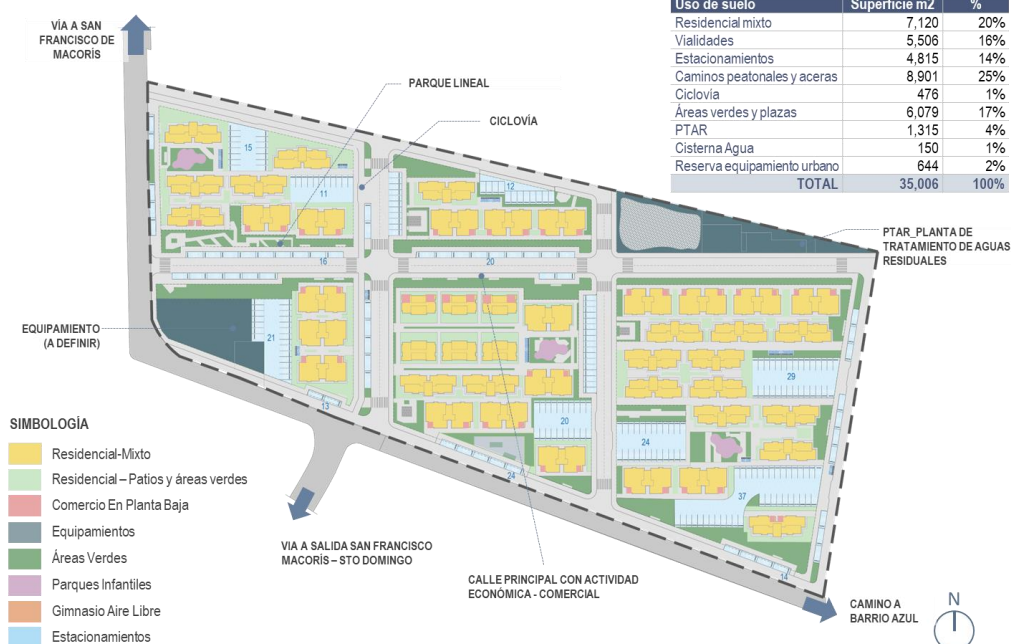 Uso de suelo Superficie m2 %
Residencial mixto 7,120 20%
Vialidades 5,506 16%
Estacionamientos 4,815 14%
Caminos peatonales y aceras 8,901 25%
Ciclovia 476 1%
Áreas verdes y plazas 6,079 17%
PTAR 1,315 4%
Cisterna Agua 150 1%
Reserva equipamiento urbano 644 2%
TOTAL 35,006 100%
VÍA A SAN
FRANCISCO DE
MACORÍS
PARQUE LINEAL
CICLOVÍA
15
11
12
16
20
PTAR_PLANTA DE
TRATAMIENTO DE AGUAS
RESIDUALES
EQUIPAMIENTO
(A DEFINIR)
21
29
13
20
24
24
37
14
SIMBOLOGÍA
Residencial-Mixto
Residencial – Patios y áreas verdes
Comercio En Planta Baja
Equipamientos
Áreas Verdes
Parques Infantiles
Gimnasio Aire Libre
Estacionamientos
VIA A SALIDA SAN FRANCISCO
MACORÍS – STO DOMINGO
CALLE PRINCIPAL CON ACTIVIDAD
ECONÓMICA - COMERCIAL
CAMINO A
BARRIO AZUL
N